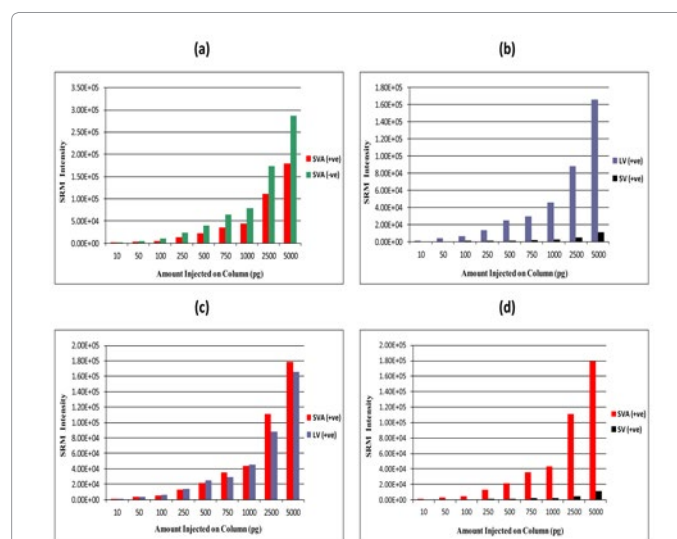 (a)
3.50E+05
3.00E+05
2.50E+05
2.00E+05
1.50E+05
1.00E+05
5.00E+04
0.00E+00
SRM Intensity
10 50 100 250 500 750 1000 2500 5000
Amount Injected on Column (pg)
SVA (+ve)
SVA (-ve)
(b)
1.80E+05
1.60E+05
1.40E+05
1.20E+05
1.00E+05
8.00E+04
6.00E+04
4.00E+04
2.00E+04
0.00E+00
SRM Intensity
10 50 100 250 500 750 1000 2500 5000
Amount Injected on Column (pg)
LV (+ve)
SV (+ve)
(c)
2.00E+05
1.80E+05
1.60E+05
1.40E+05
1.20E+05
1.00E+05
8.00E+04
6.00E+04
4.00E+04
2.00E+04
0.00E+00
SRM Intensity
10 50 100 250 500 750 1000 2500 5000
Amount Injected on Column (pg)
SVA (+ve)
LV (+ve)
(d)
2.00E+05
1.80E+05
1.60E+05
1.40E+05
1.20E+05
1.00E+05
8.00E+04
6.00E+04
4.00E+04
2.00E+04
0.00E+00
SRM Intensity
10 50 100 250 500 750 1000 2500 5000
Amount Injected on Column (pg)
SVA (+ve)
SV (+ve)